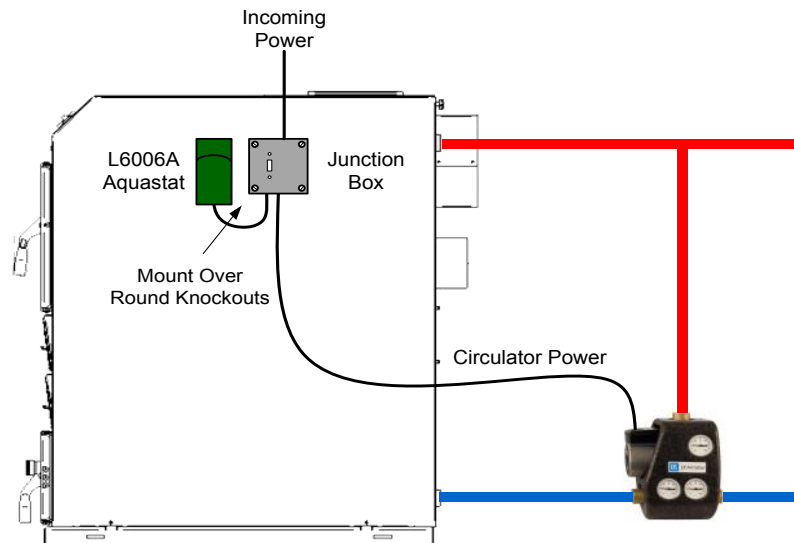 Incoming
Power
L6006A
Aquastat
Junction
Box
Mount Over
Round Knockouts
Circulator Power